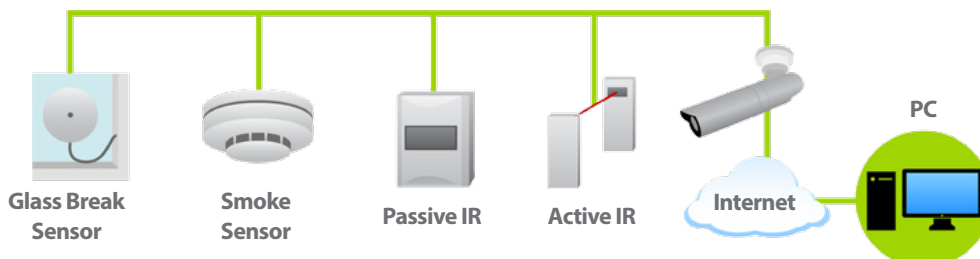 PC
Glass Break
Sensor
Smoke
Sensor
Passive IR
Active IR
Internet